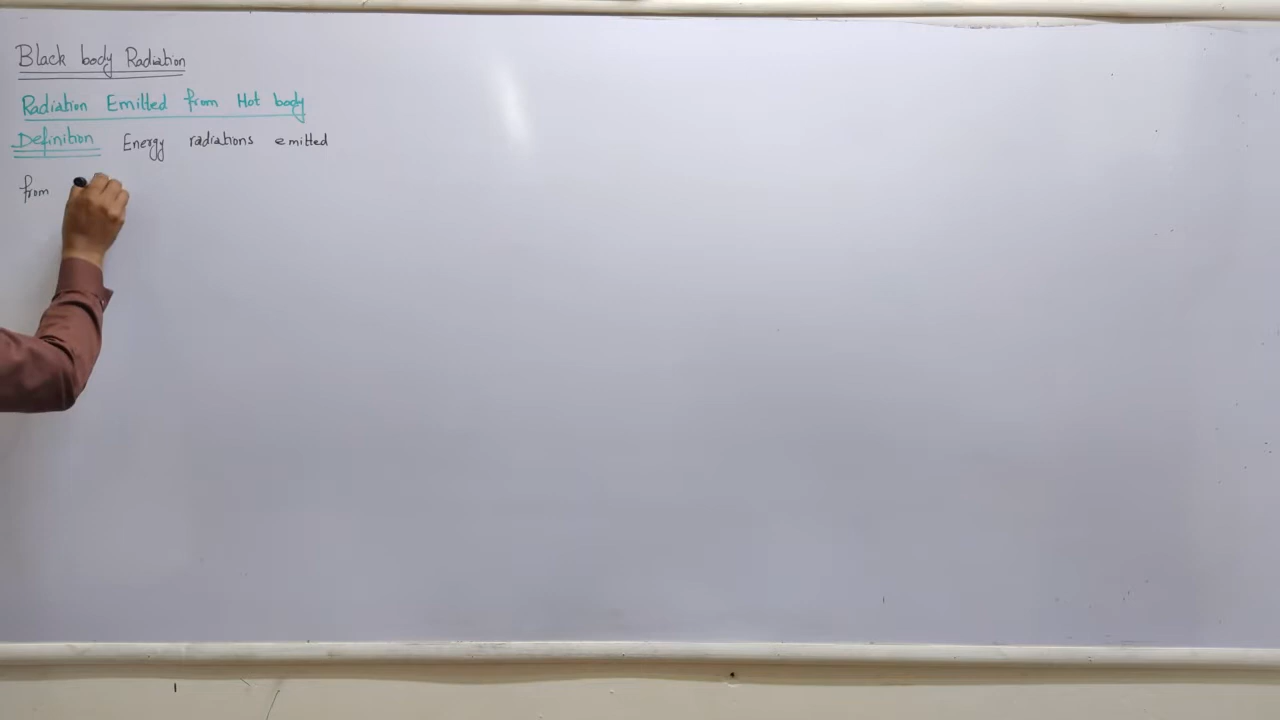 Black body Radiation
Radiation Emitted from Hot body
Definition Energy radiations emitted
from